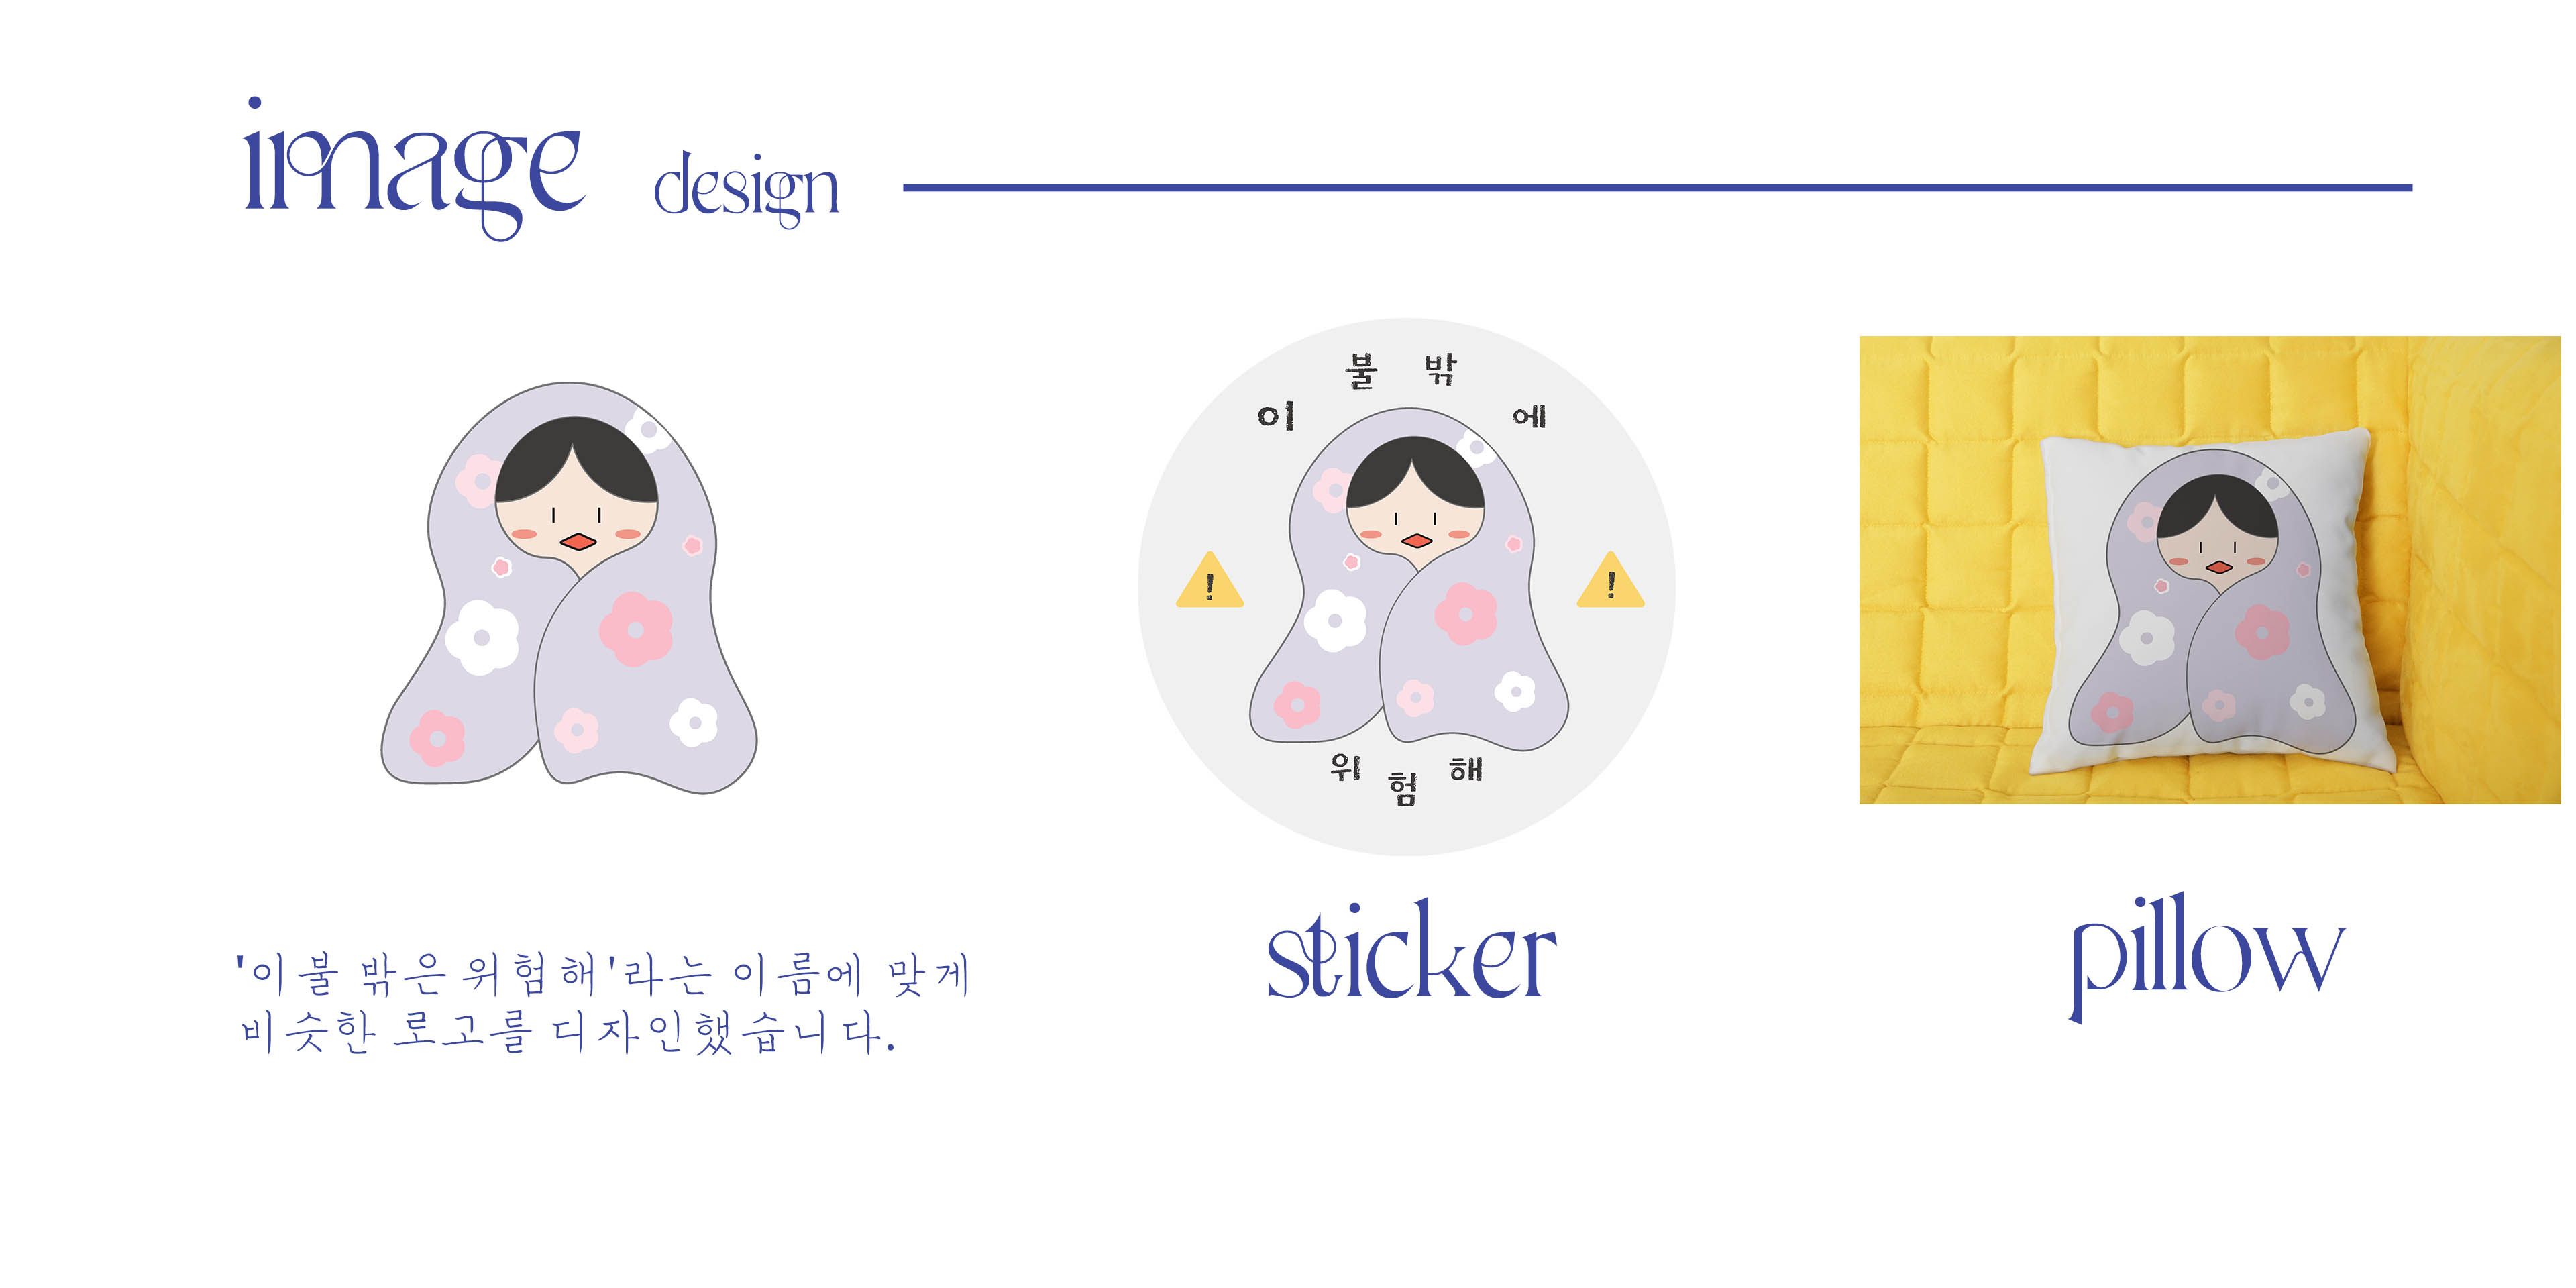 image design
이 불 밖 에
! !
위 험 해
sticker
pillow
'이불 밖은 위험해'라는 이름에 맞게
비슷한 로고를 디자인했습니다.